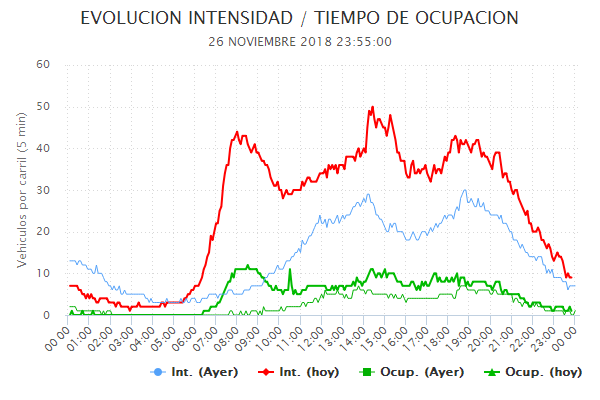 EVOLUCION INTENSIDAD / TIEMPO DE OCUPACION
26 NOVIEMBRE 2018 23:55:00
Vehiculos por carril (5 min)
60
50
40
30
20
10
0
00:00 01:00 02:00 03:00 04:00 05:00 06:00 07:00 08:00 09:00 10:00 11:00 12:00 13:00 14:00 15:00 16:00 17:00 18:00 19:00 20:00 21:00 22:00 23:00 00:00
Int. (Ayer) Int. (hoy) Ocup. (Ayer) Ocup. (hoy)